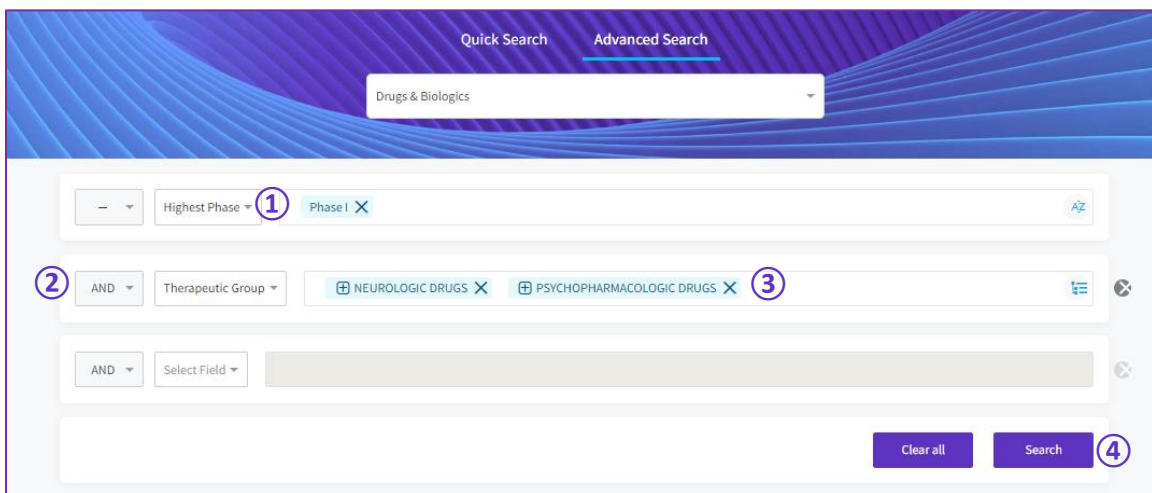 Quick Search Advanced Search
Drugs & Biologics
– Highest Phase ① Phase I X AZ
② AND Therapeutic Group NEUROLOGIC DRUGS X PSYCHOPHARMACOLOGIC DRUGS X ③
AND Select Field
Clear all Search ④